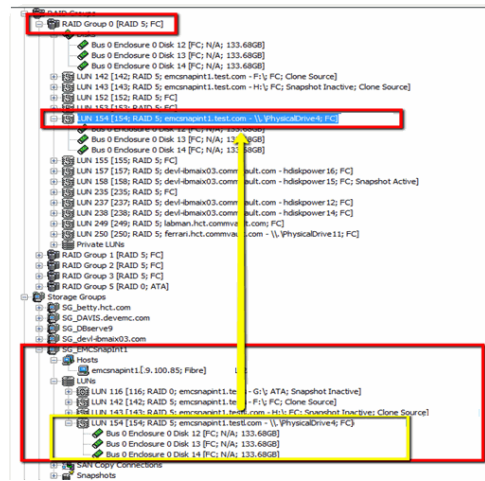 RAID Groups
RAID Group 0 [RAID 5; FC]
Disks
Bus 0 Enclosure 0 Disk 12 [FC; N/A; 133.68GB]
Bus 0 Enclosure 0 Disk 13 [FC; N/A; 133.68GB]
Bus 0 Enclosure 0 Disk 14 [FC; N/A; 133.68GB]
LUN 142 [142; RAID 5; emcsnapint1.test.com - F:\; FC; Clone Source]
LUN 143 [143; RAID 5; emcsnapint1.test.com - H:\; FC; Snapshot Inactive; Clone Source]
LUN 152 [152; RAID 5; FC]
LUN 153 [153; RAID 5; FC]
LUN 154 [154; RAID 5; emcsnapint1.test.com - \\.\PhysicalDrive4; FC]
Bus 0 Enclosure 0 Disk 12 [FC; N/A; 133.68GB]
Bus 0 Enclosure 0 Disk 13 [FC; N/A; 133.68GB]
Bus 0 Enclosure 0 Disk 14 [FC; N/A; 133.68GB]
LUN 155 [155; RAID 5; FC]
LUN 157 [157; RAID 5; devl-ibmaix03.commvault.com - hdiskpower16; FC]
LUN 158 [158; RAID 5; devl-ibmaix03.commvault.com - hdiskpower15; FC; Snapshot Active]
LUN 235 [235; RAID 5; FC]
LUN 237 [237; RAID 5; devl-ibmaix03.commvault.com - hdiskpower12; FC]
LUN 238 [238; RAID 5; devl-ibmaix03.commvault.com - hdiskpower14; FC]
LUN 249 [249; RAID 5; labman.hct.commvault.com; FC]
LUN 250 [250; RAID 5; ferrari.hct.commvault.com - \\.\PhysicalDrive11; FC]
Private LUNs
RAID Group 1 [RAID 5; FC]
RAID Group 2 [RAID 5; FC]
RAID Group 3 [RAID 5; FC]
RAID Group 5 [RAID 0; ATA]
Storage Groups
SG_betty.hct.com
SG_DAVIS.devemc.com
SG_DBserve9
SG_devl-ibmaix03.com
SG_EMCSnapInt1
Hosts
emcsnapint1.[.9.100.85; Fibre]
LUNs
LUN 116 [116; RAID 0; emcsnapint1.test.com - G:\; ATA; Snapshot Inactive]
LUN 142 [142; RAID 5; emcsnapint1.test.com - F:\; FC; Clone Source]
LUN 143 [143; RAID 5; emcsnapint1.test.com - H:\; FC; Snapshot Inactive; Clone Source]
LUN 154 [154; RAID 5; emcsnapint1.test.com - \\.\PhysicalDrive4; FC]
Bus 0 Enclosure 0 Disk 12 [FC; N/A; 133.68GB]
Bus 0 Enclosure 0 Disk 13 [FC; N/A; 133.68GB]
Bus 0 Enclosure 0 Disk 14 [FC; N/A; 133.68GB]
SAN Copy Connections
Snapshots